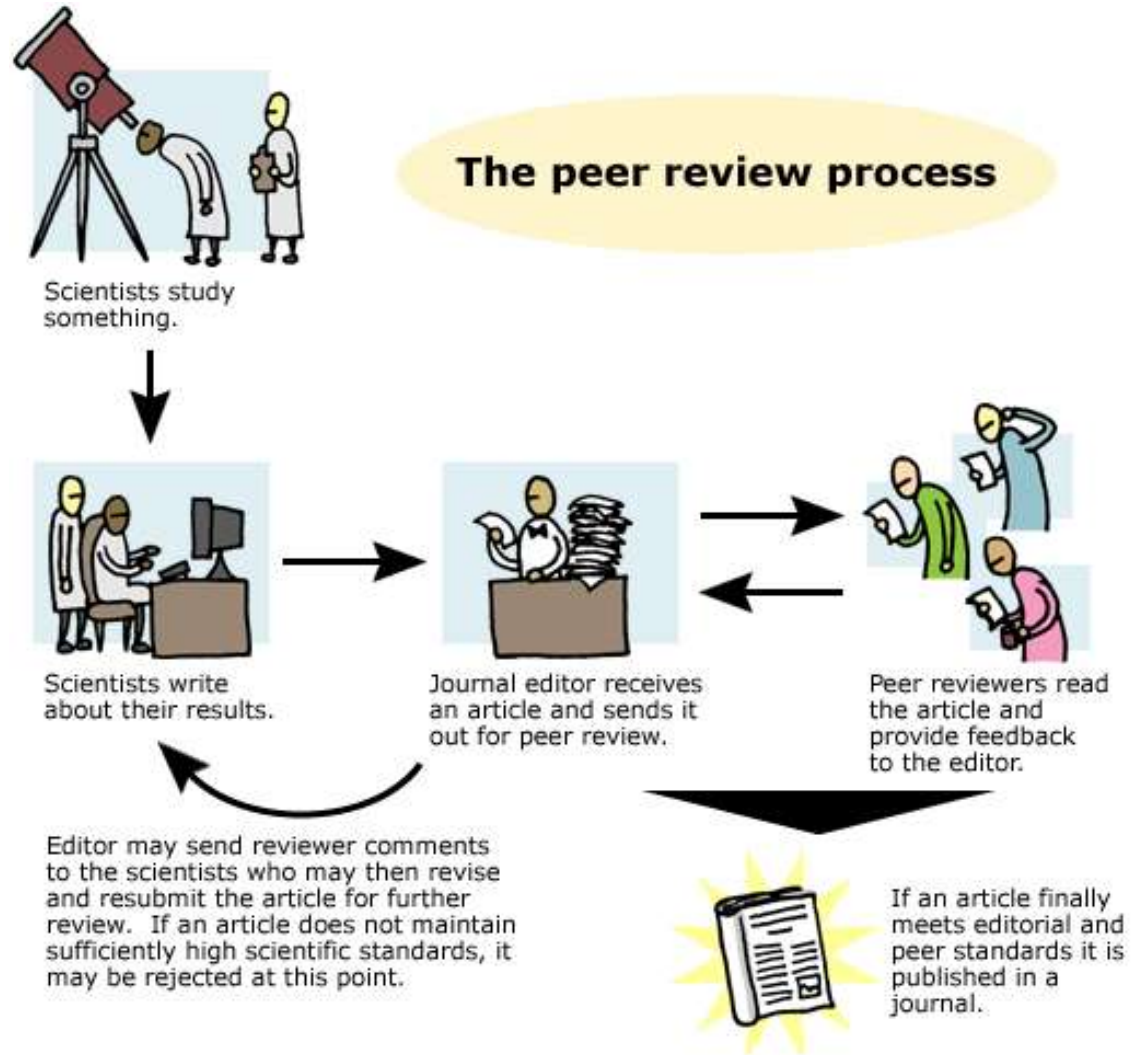 The peer review process
Scientists study
something.
Scientists write
about their results.
Journal editor receives
an article and sends it
out for peer review.
Peer reviewers read
the article and
provide feedback
to the editor.
Editor may send reviewer comments
to the scientists who may then revise
and resubmit the article for further
review.  If an article does not maintain
sufficiently high scientific standards, it
may be rejected at this point.
If an article finally
meets editorial and
peer standards it is
published in a
journal.